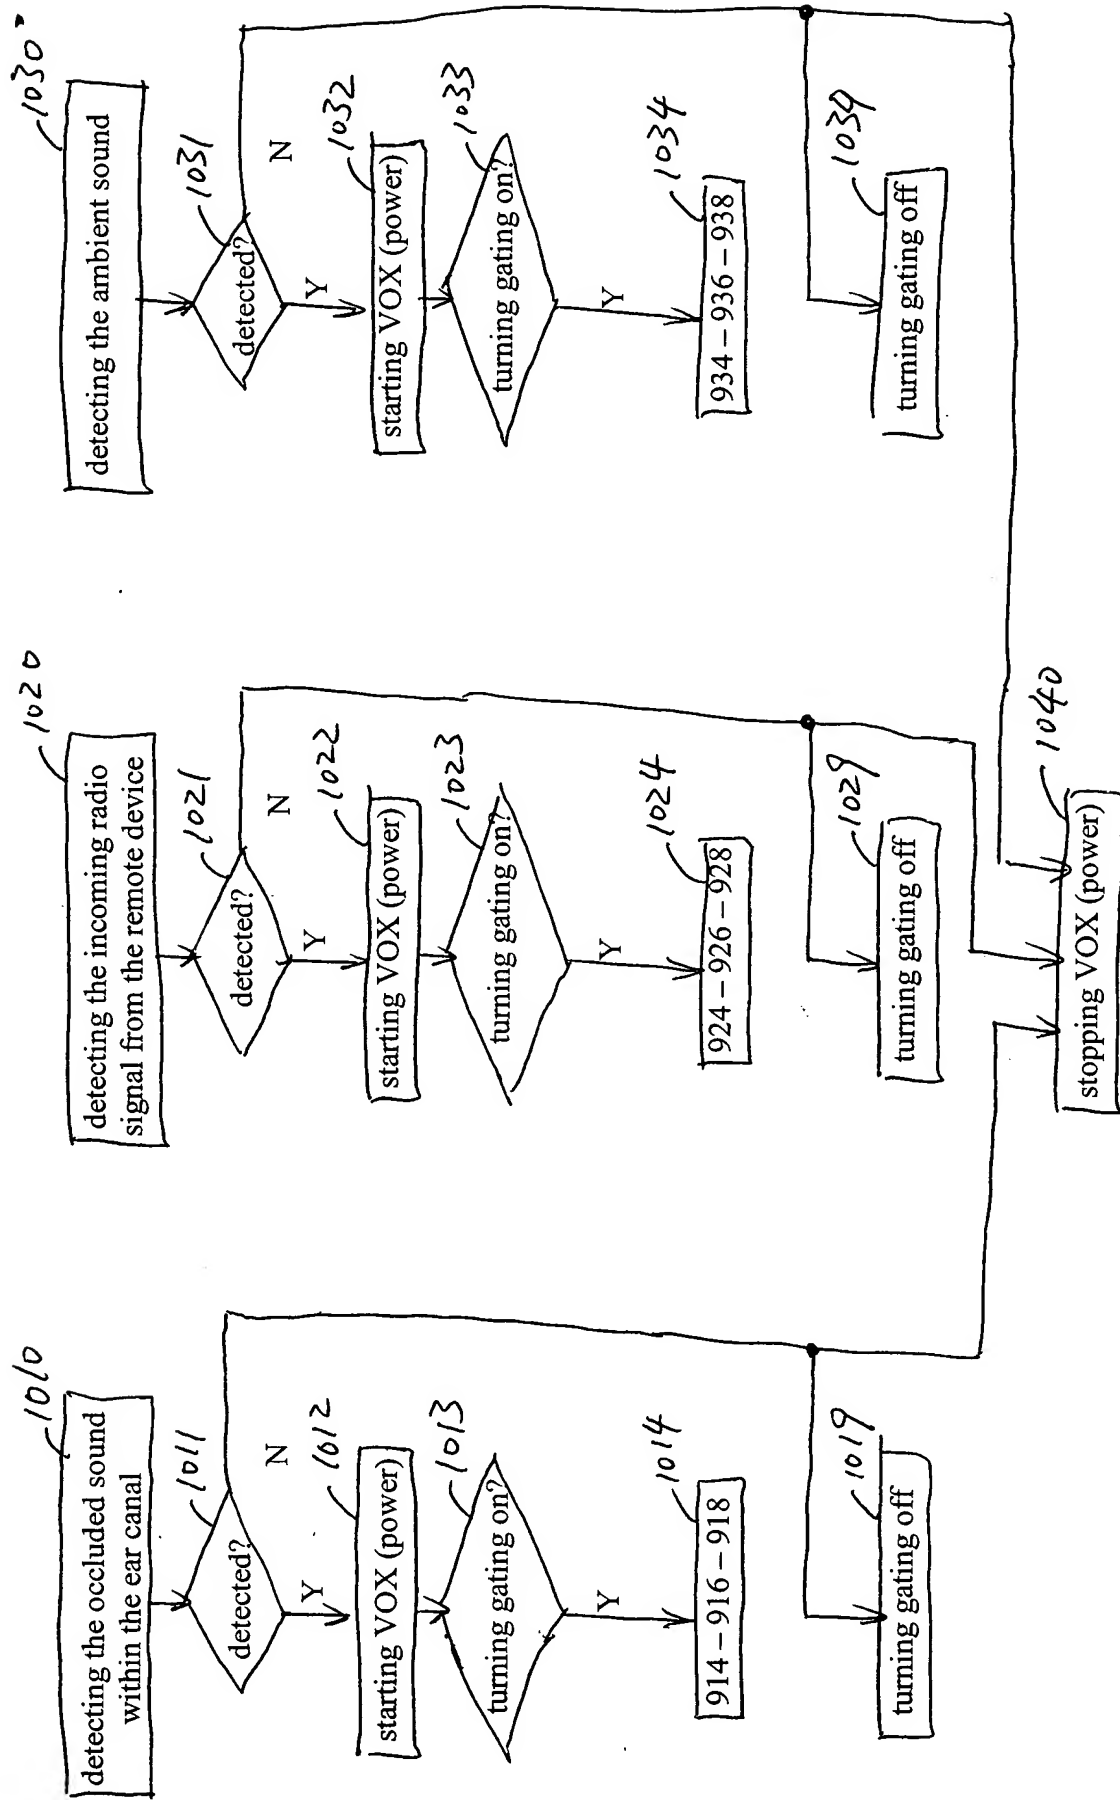 1010
detecting the occluded sound
within the ear canal
1011
detected?
N
Y
1012
starting VOX (power)
1013
turning gating on?
Y
1014
914 – 916 – 918
1019
turning gating off
1020
detecting the incoming radio
signal from the remote device
1021
detected?
N
Y
1022
starting VOX (power)
1023
turning gating on?
Y
1024
924 – 926 – 928
1029
turning gating off
1030
detecting the ambient sound
1031
detected?
N
Y
1032
starting VOX (power)
1033
turning gating on?
Y
1034
934 – 936 – 938
1039
turning gating off
1040
stopping VOX (power)